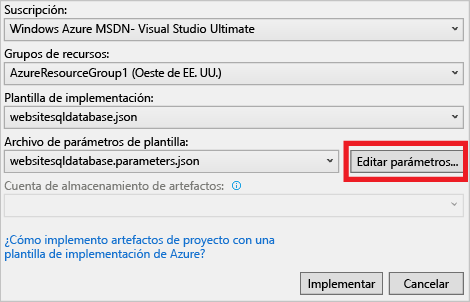 Suscripción:
Windows Azure MSDN- Visual Studio Ultimate
Grupos de recursos:
AzureResourceGroup1 (Oeste de EE. UU.)
Plantilla de implementación:
websitesqldatabase.json
Archivo de parámetros de plantilla:
websitesqldatabase.parameters.json
Editar parámetros...
Cuenta de almacenamiento de artefactos:
¿Cómo implemento artefactos de proyecto con una
plantilla de implementación de Azure?
Implementar
Cancelar